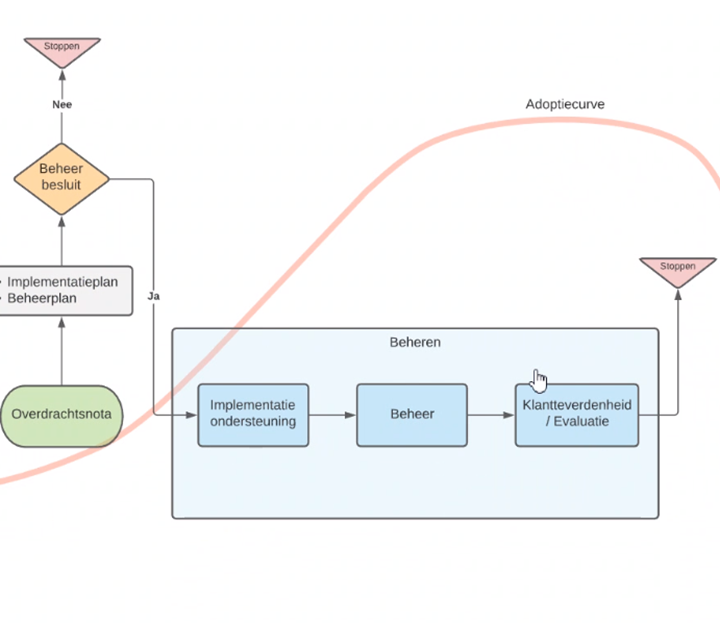 Stoppen
Nee
Adoptiecurve
Beheer
besluit
Stoppen
• Implementatieplan
• Beheerplan
Ja
Beheren
Overdrachtsnota
Implementatie
ondersteuning
Beheer
Klantteverdenheid
/ Evaluatie